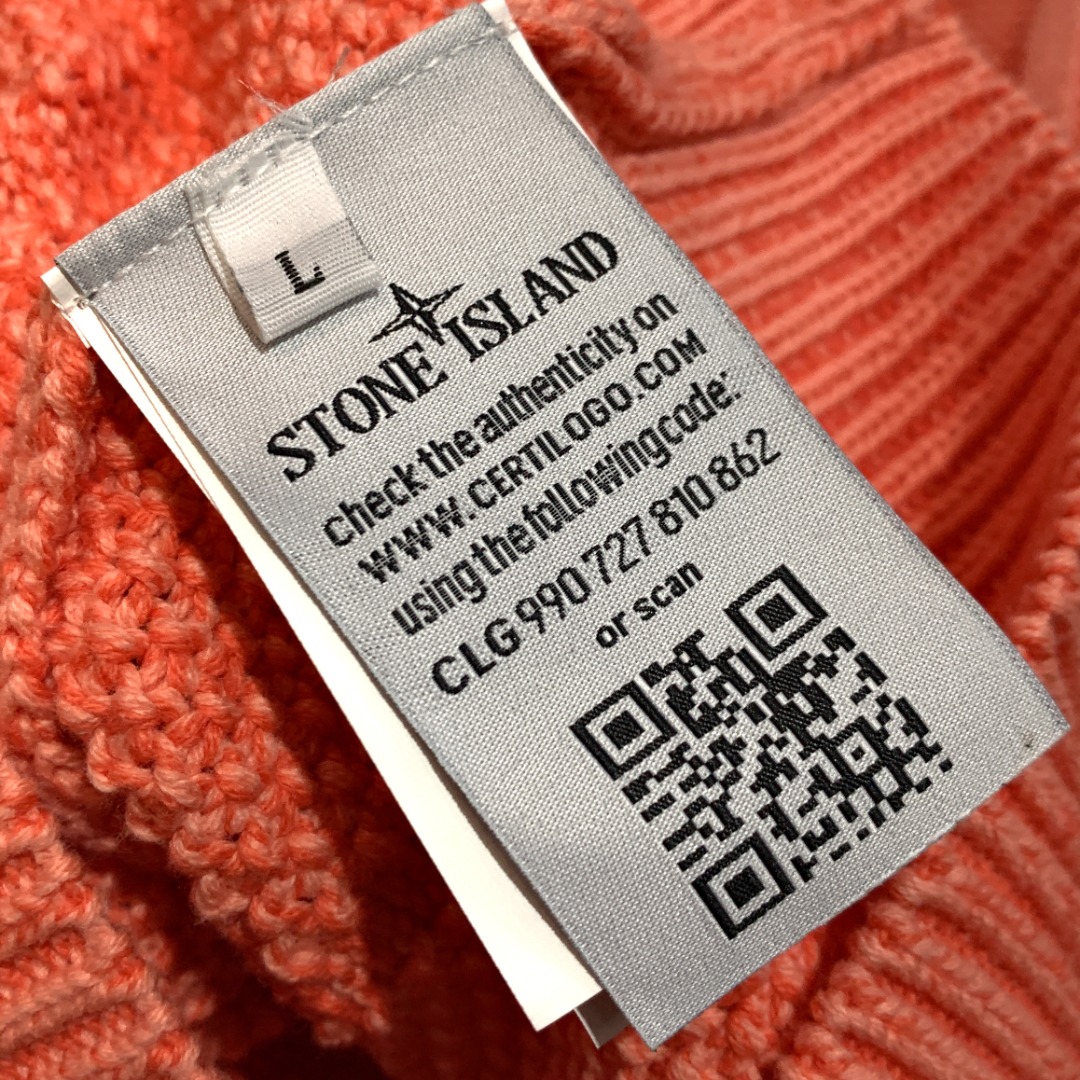 L
STONE ISLAND
check the authenticity on
WWW.CERTILOGO.COM
using the following code:
CLG 990 727 810 862
or scan